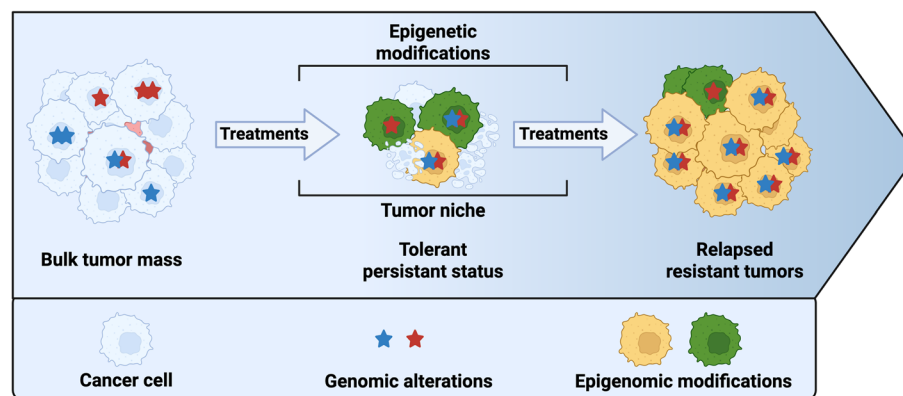 Epigenetic
modifications
Treatments
Treatments
Tumor niche
Bulk tumor mass
Tolerant
persistant status
Relapsed
resistant tumors
Cancer cell
Genomic alterations
Epigenomic modifications